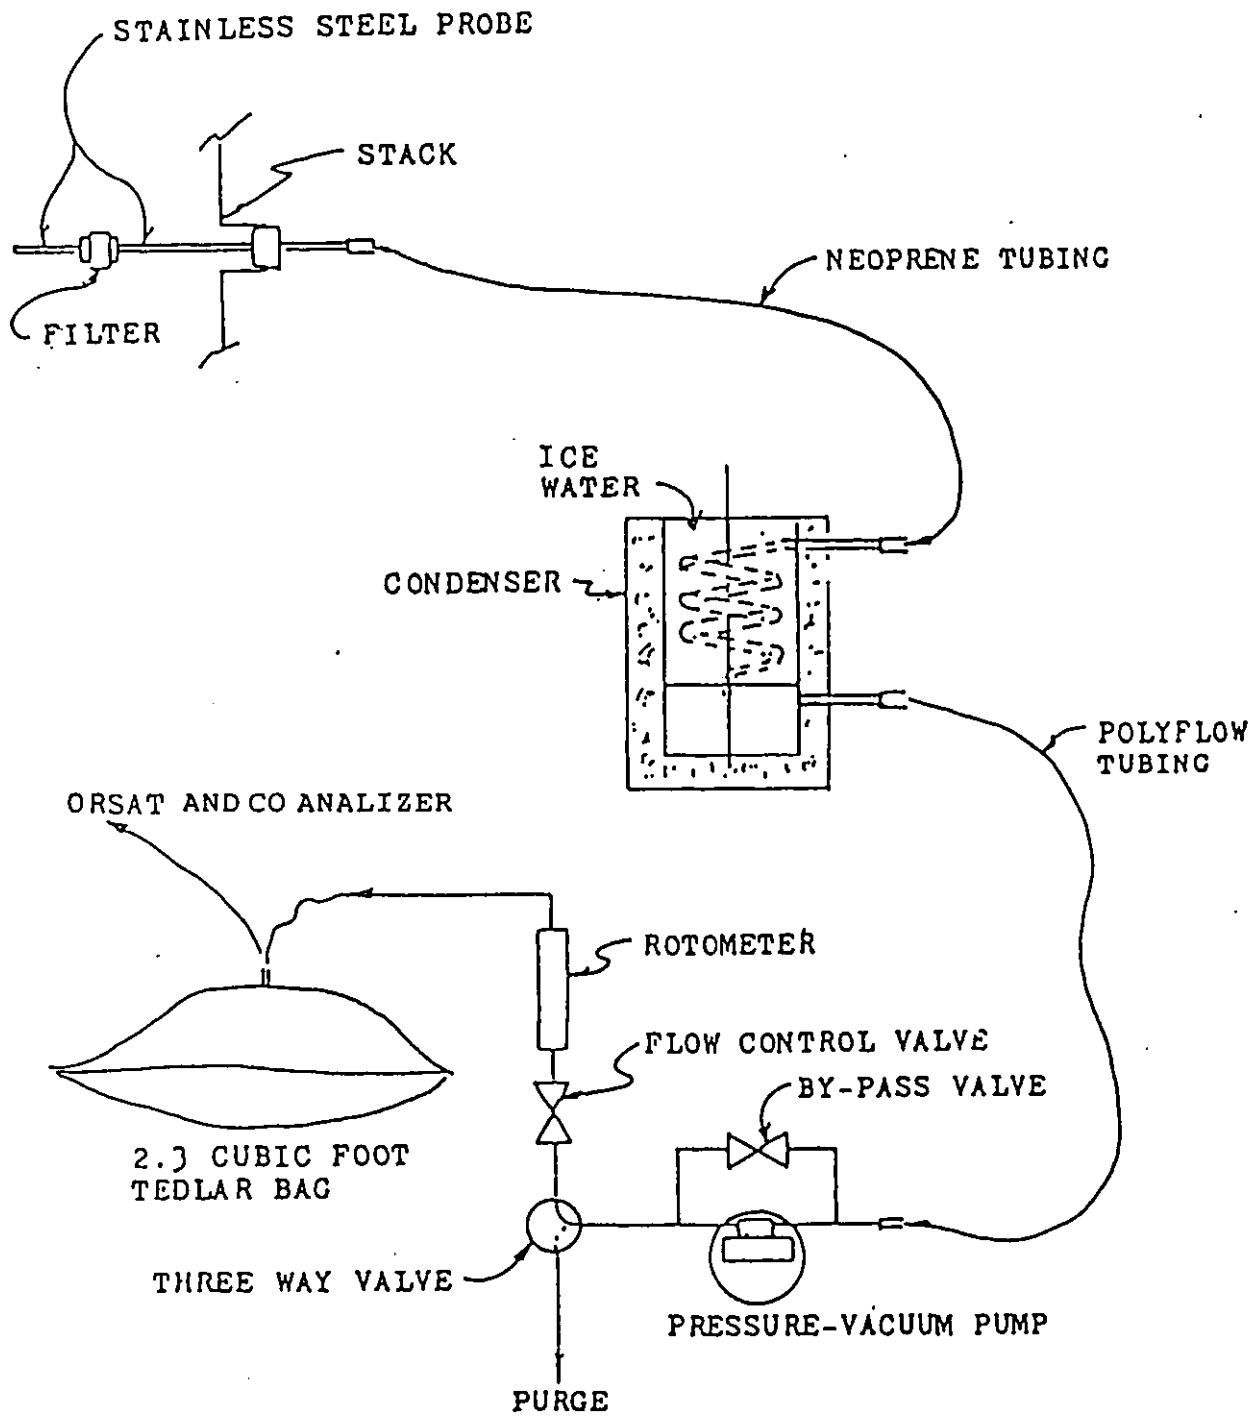 STAINLESS STEEL PROBE
STACK
NEOPRENE TUBING
FILTER
ICE
WATER
CONDENSER
POLYFLOW
TUBING
ORSAT AND CO ANALIZER
ROTOMETER
FLOW CONTROL VALVE
BY-PASS VALVE
2.3 CUBIC FOOT
TEDLAR BAG
THREE WAY VALVE
PRESSURE-VACUUM PUMP
PURGE